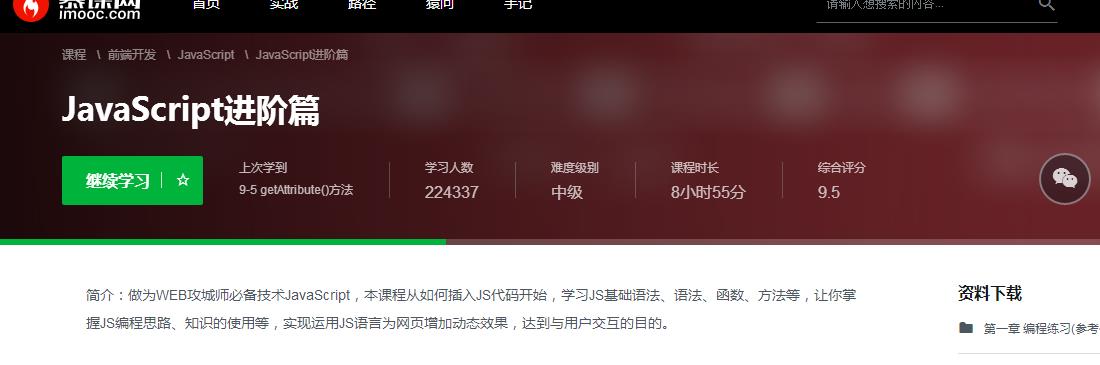 慕课网
imooc.com
首页 实战 路径 猿问 手记
请输入想搜索的内容...
课程 \ 前端开发 \ JavaScript \ JavaScript进阶篇
JavaScript进阶篇
继续学习
上次学到 学习人数 难度级别 课程时长 综合评分
9-5 getAttribute()方法 224337 中级 8小时55分 9.5
简介：做为WEB攻城师必备技术JavaScript，本课程从如何插入JS代码开始，学习JS基础语法、语法、函数、方法等，让你掌
握JS编程思路、知识的使用等，实现运用JS语言为网页增加动态效果，达到与用户交互的目的。
资料下载
第一章 编程练习(参考